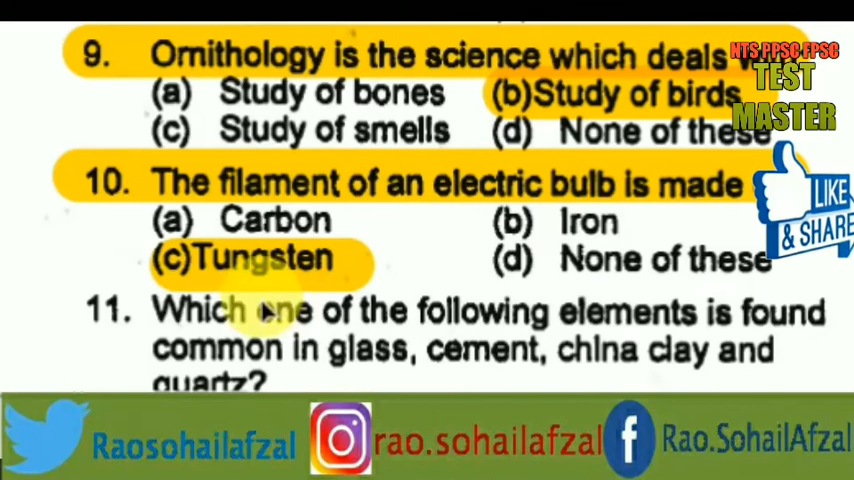 NTS PPSC FPSC
TEST
MASTER
9. Ornithology is the science which deals
(a) Study of bones (b)Study of birds
(c) Study of smells (d) None of these
10. The filament of an electric bulb is made
(a) Carbon (b) Iron
(c)Tungsten (d) None of these
LIKE
& SHARE
11. Which one of the following elements is found
common in glass, cement, china clay and
quartz?
Raosohailafzal rao.sohailafzal Rao.SohailAfzal